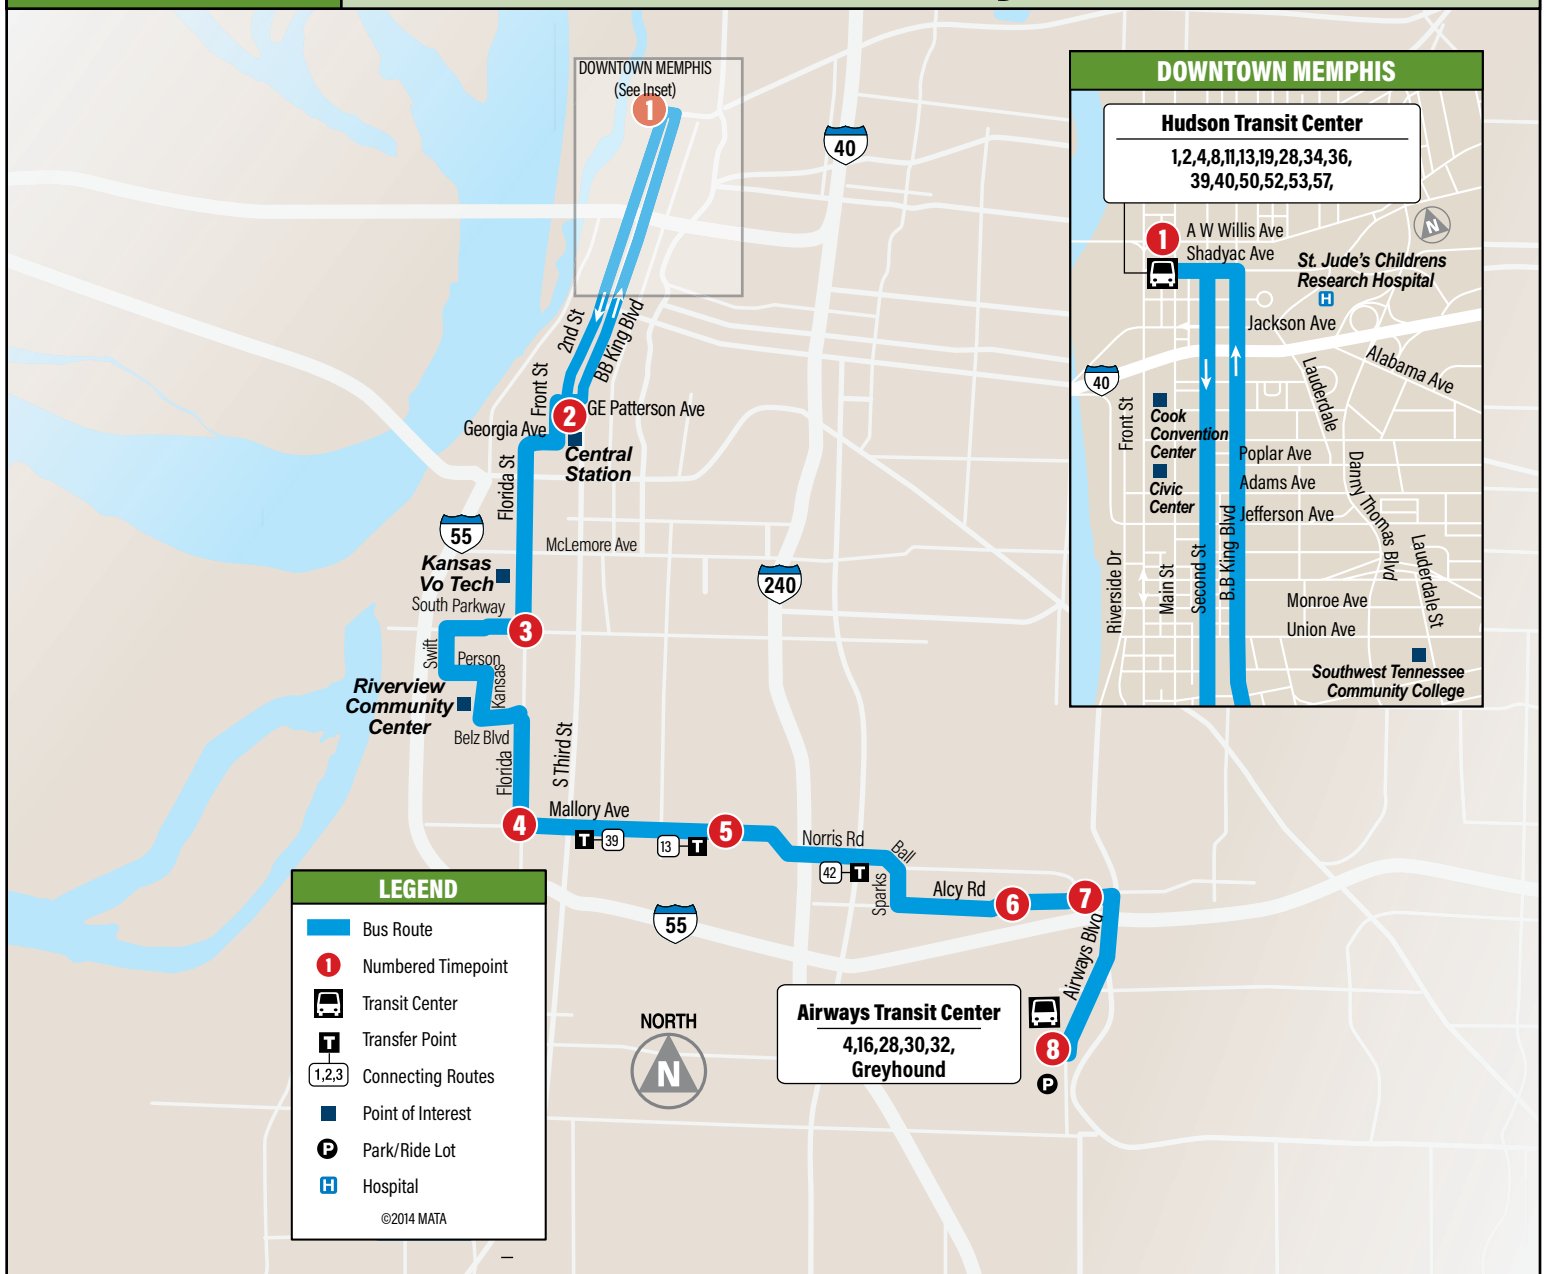 DOWNTOWN MEMPHIS
(See Inset)
1
40
2nd St
BB King Blvd
Front St
2
GE Patterson Ave
Georgia Ave
Central
Station
Florida St
55
McLemore Ave
Kansas
Vo Tech
240
South Parkway
3
Swift
Person
Kansas
Riverview
Community
Center
Belz Blvd
Florida
S Third St
4
Mallory Ave
T
39
13
T
5
Norris Rd
Ball
42
T
Sparks
Alcy Rd
6
7
Airways Blvd
55
Airways Transit Center
4,16,28,30,32,
Greyhound
8
P
NORTH
N
DOWNTOWN MEMPHIS
Hudson Transit Center
1,2,4,8,11,13,19,28,34,36,
39,40,50,52,53,57,
N
1
A W Willis Ave
Shadyac Ave
St. Jude's Childrens
Research Hospital
H
Jackson Ave
Alabama Ave
40
Lauderdale
Front St
Cook
Convention
Center
Poplar Ave
Civic
Center
Adams Ave
Jefferson Ave
Danny Thomas Blvd
Riverside Dr
Main St
Second St
B.B King Blvd
Lauderdale St
Monroe Ave
Union Ave
Southwest Tennessee
Community College
LEGEND
Bus Route
1
Numbered Timepoint
Transit Center
T
Transfer Point
1,2,3
Connecting Routes
Point of Interest
P
Park/Ride Lot
H
Hospital
©2014 MATA